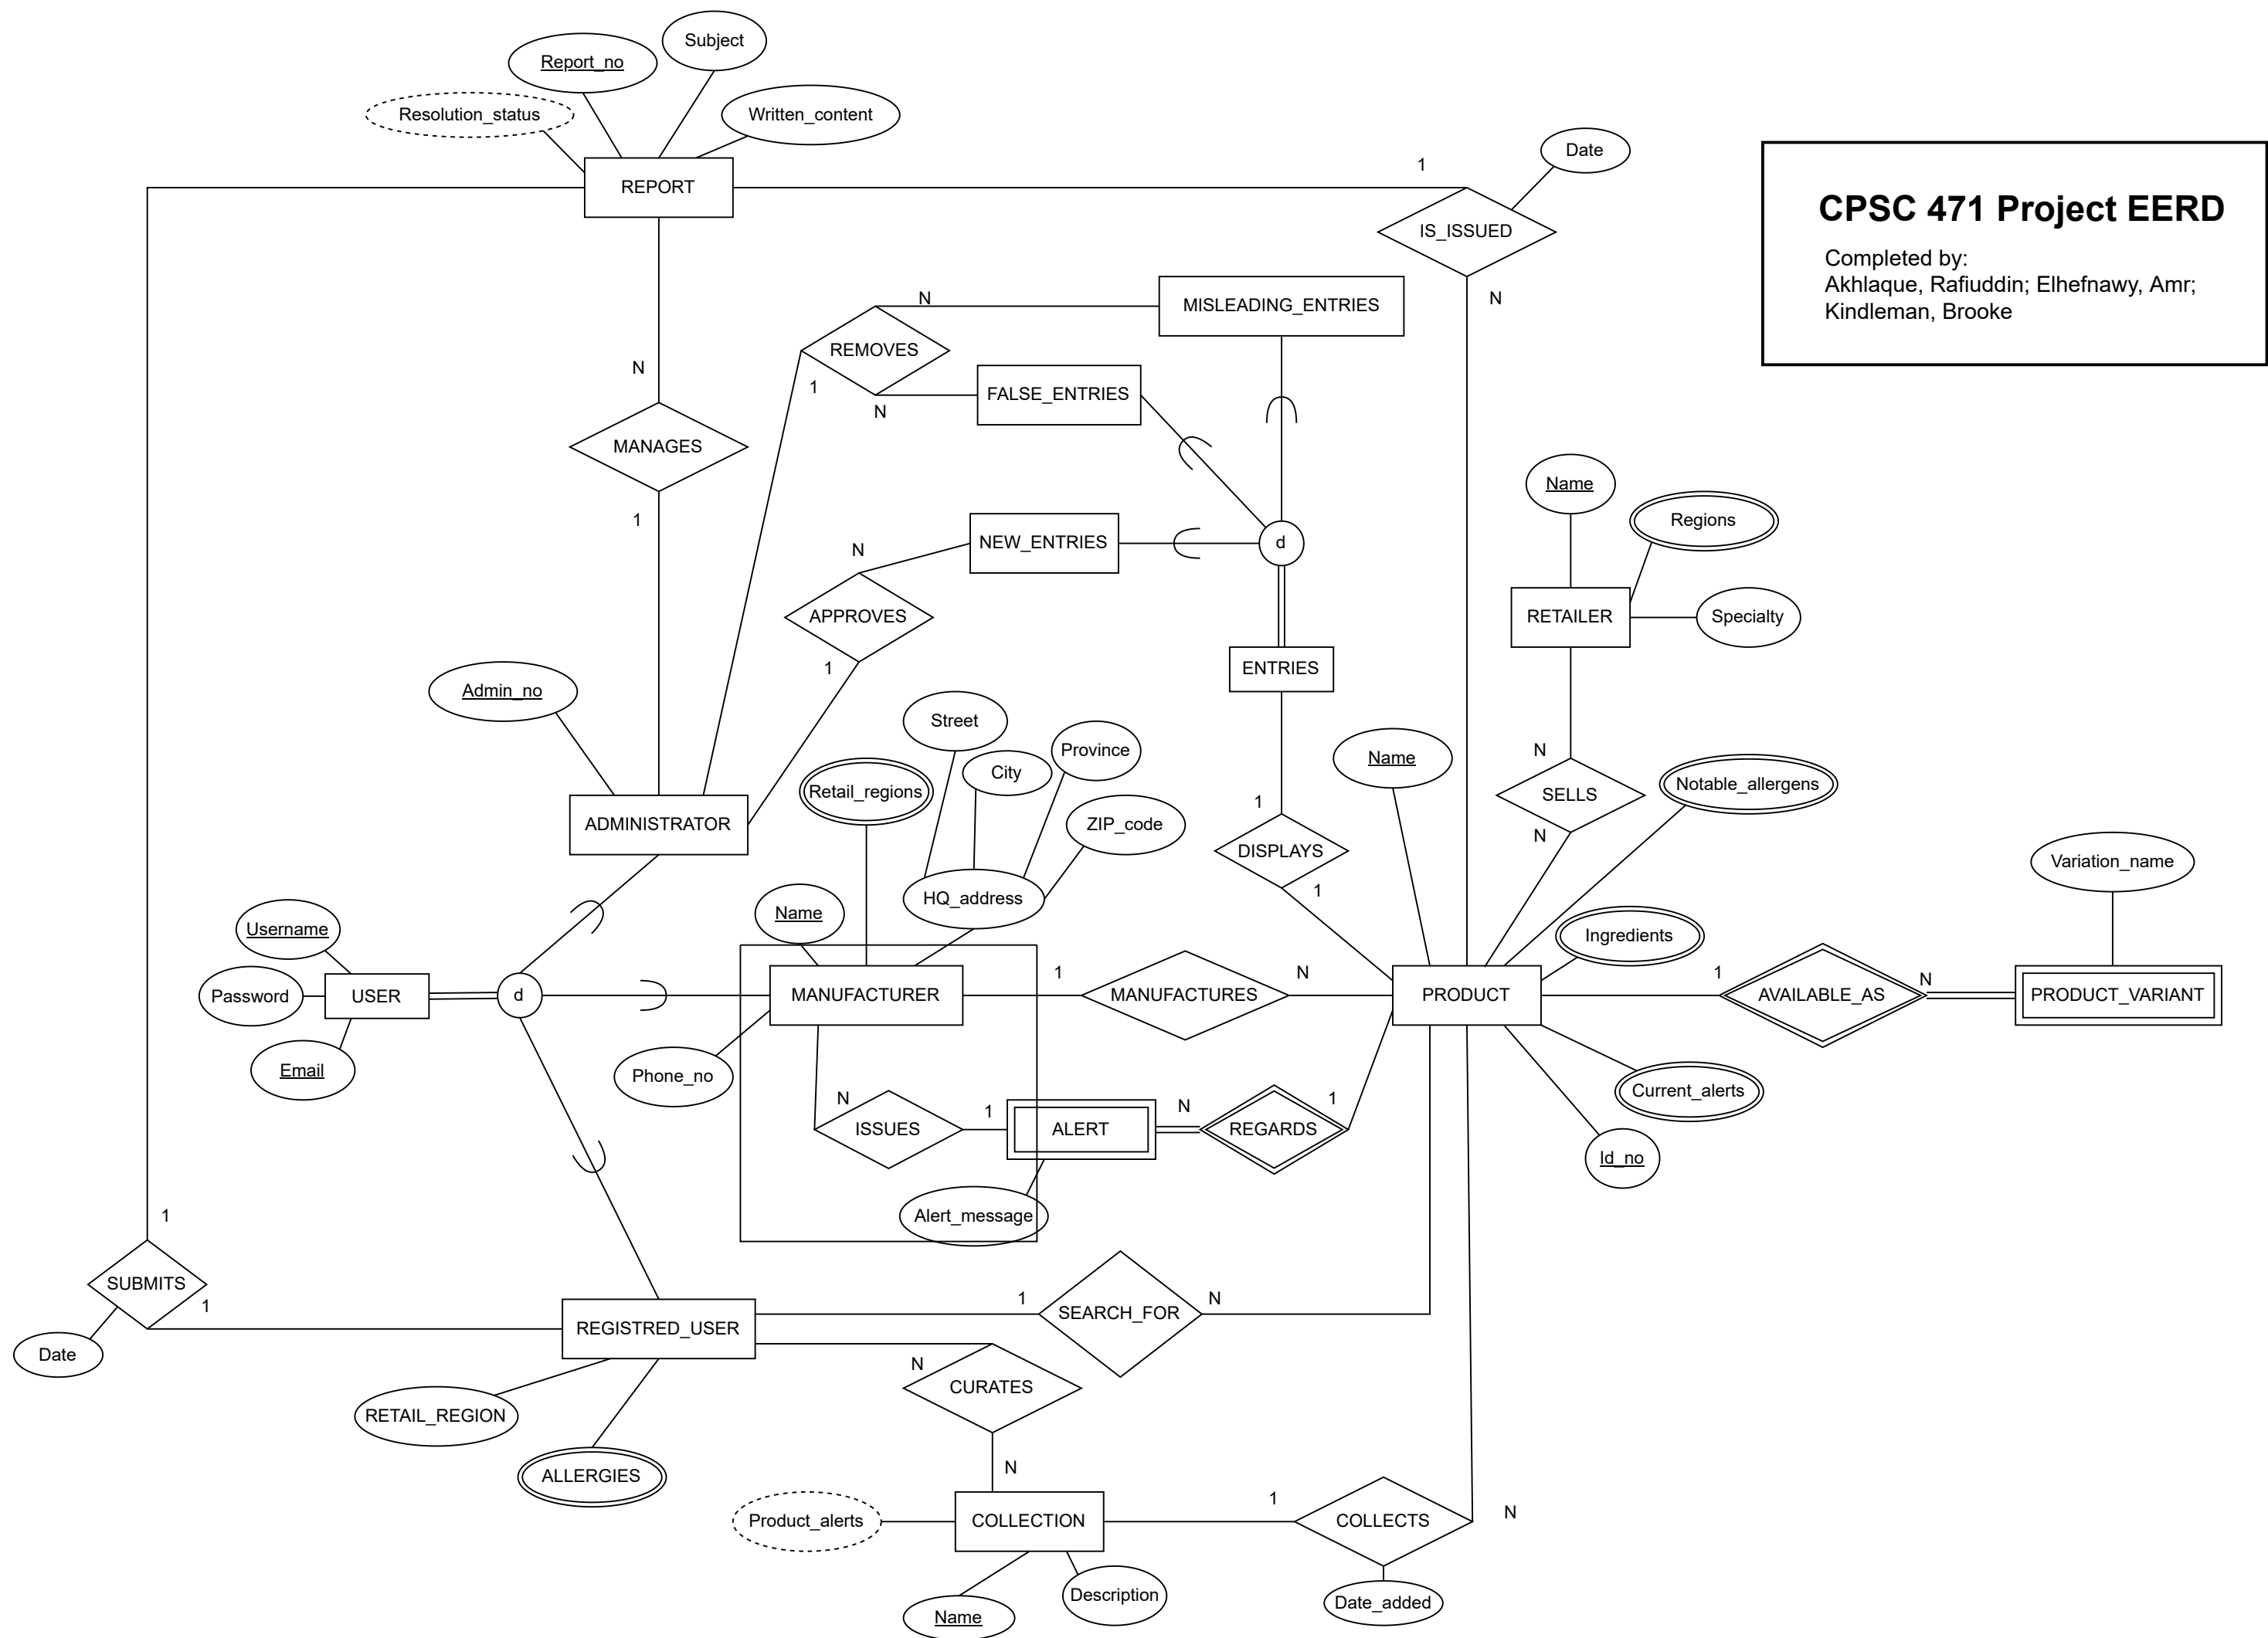 Subject
Report_no
Resolution_status
Written_content
Date
REPORT
1
CPSC 471 Project EERD
IS_ISSUED
Completed by:
Akhlaque, Rafiuddin; Elhefnawy, Amr;
Kindleman, Brooke
N
N
MISLEADING_ENTRIES
REMOVES
N
1
FALSE_ENTRIES
N
MANAGES
Name
1
Regions
N
NEW_ENTRIES
d
APPROVES
RETAILER
Specialty
1
ENTRIES
Admin_no
Street
Province
City
Name
N
Retail_regions
Notable_allergens
SELLS
1
ADMINISTRATOR
ZIP_code
N
DISPLAYS
Variation_name
1
HQ_address
Name
Username
Ingredients
Password
USER
d
MANUFACTURER
1
MANUFACTURES
N
PRODUCT
1
AVAILABLE_AS
N
PRODUCT_VARIANT
Email
Phone_no
Current_alerts
N
ISSUES
1
ALERT
N
REGARDS
1
Id_no
Alert_message
1
SUBMITS
1
Date
REGISTRED_USER
1
SEARCH_FOR
N
N
CURATES
RETAIL_REGION
ALLERGIES
N
Product_alerts
COLLECTION
1
COLLECTS
N
Name
Description
Date_added